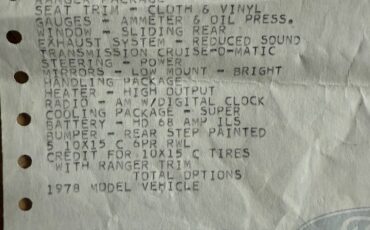 RANGER PACKAGE
SEAT TRIM - CLOTH & VINYL
GAUGES - AMMETER & OIL PRESS.
WINDOW - SLIDING REAR
EXHAUST SYSTEM - REDUCED SOUND
TRANSMISSION CRUISE-O-MATIC
STEERING - POWER
MIRRORS - LOW MOUNT - BRIGHT
HANDLING PACKAGE
HEATER - HIGH OUTPUT
RADIO - AM W/DIGITAL CLOCK
COOLING PACKAGE - SUPER
BATTERY - HD 68 AMP ILS
BUMPER - REAR STEP PAINTED
5 10X15 C 6PR RWL
CREDIT FOR 10X15 C TIRES
WITH RANGER TRIM
TOTAL OPTIONS
1978 MODEL VEHICLE